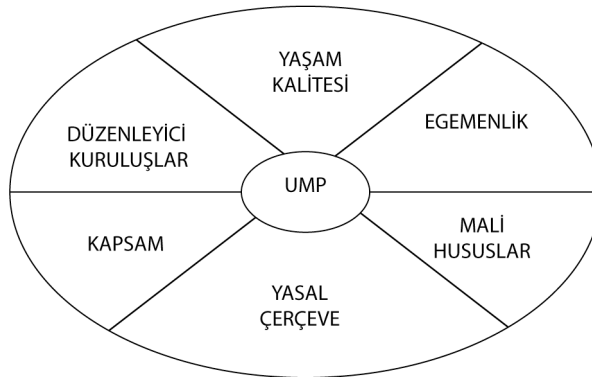 YAŞAM
KALİTESİ
EGEMENLİK
DÜZENLEYİCİ
KURULUŞLAR
UMP
KAPSAM
MALİ
HUSUSLAR
YASAL
ÇERÇEVE